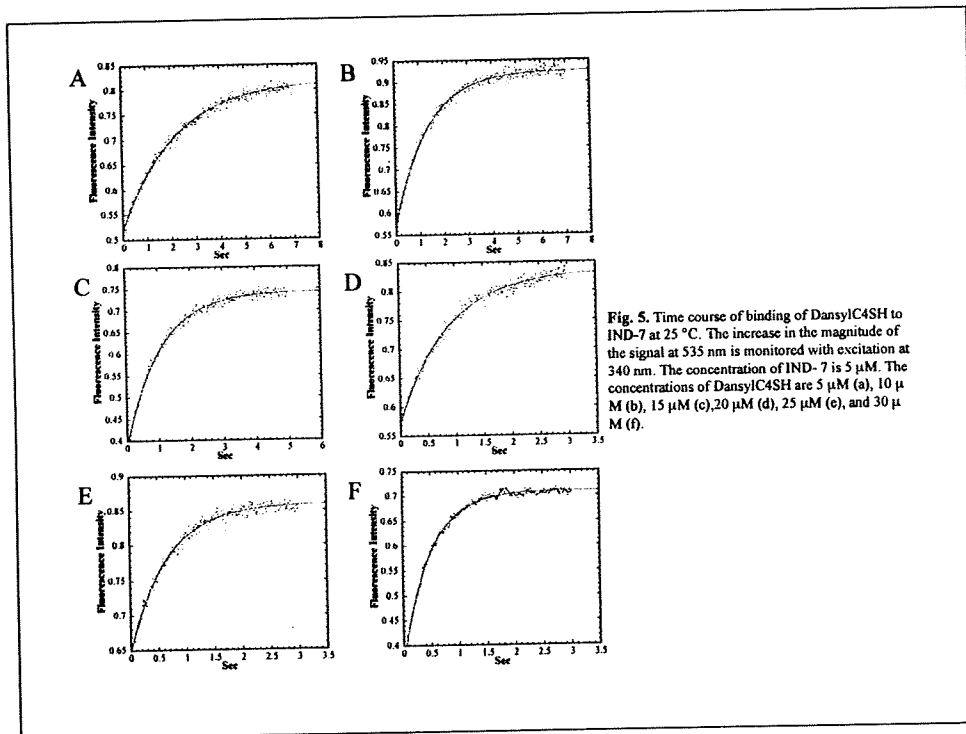 A
B
0.85
0.8
0.75
0.7
0.65
0.6
0.55
0.5
Fluorescence Intensity
0 1 2 3 4 5 6 7 8
Sec
0.95
0.9
0.85
0.8
0.75
0.7
0.65
0.6
0.55
Fluorescence Intensity
0 1 2 3 4 5 6 7 8
Sec
C
D
0.8
0.7
0.6
0.5
0.4
Fluorescence Intensity
0 1 2 3 4 5 6
Sec
0.85
0.8
0.75
0.7
0.65
0.6
0.55
Fluorescence Intensity
0 0.5 1 1.5 2 2.5 3 3.5
Sec
Fig. 5. Time course of binding of DansylC4SH to
IND-7 at 25 °C. The increase in the magnitude of
the signal at 535 nm is monitored with excitation at
340 nm. The concentration of IND- 7 is 5 μM. The
concentrations of DansylC4SH are 5 μM (a), 10 μ
M (b), 15 μM (c),20 μM (d), 25 μM (e), and 30 μ
M (f).
E
F
0.9
0.85
0.8
0.75
0.7
0.65
Fluorescence Intensity
0 0.5 1 1.5 2 2.5 3 3.5
Sec
0.75
0.7
0.65
0.6
0.55
0.5
0.45
0.4
Fluorescence Intensity
0 0.5 1 1.5 2 2.5 3 3.5
Sec